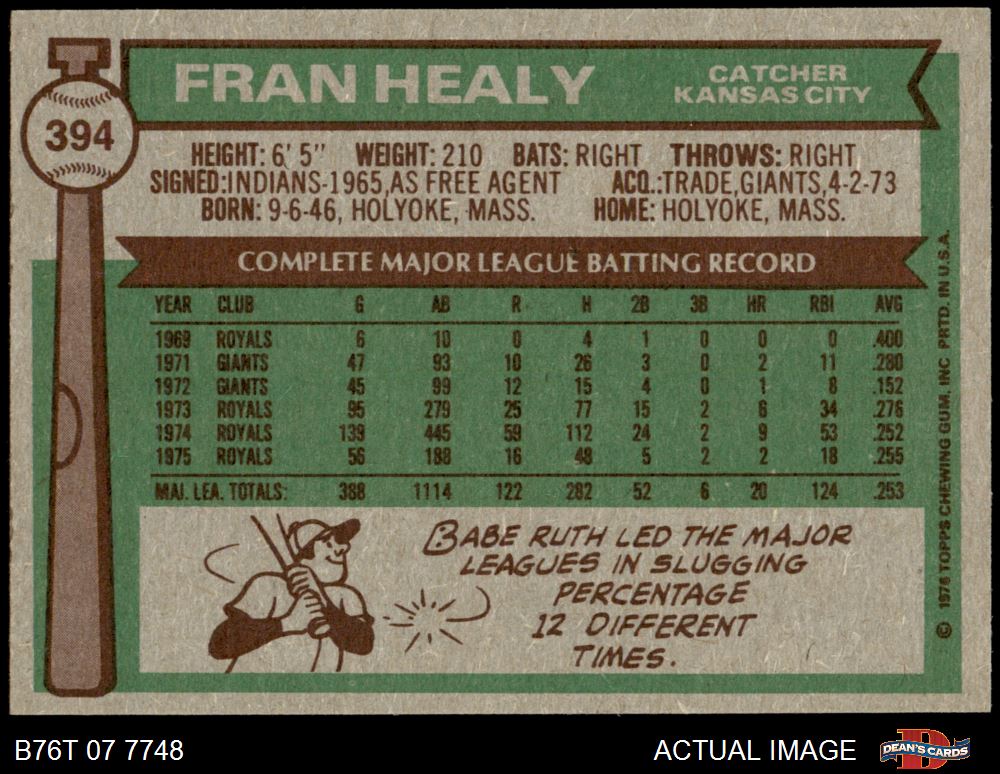 FRAN HEALY
CATCHER
KANSAS CITY
394
HEIGHT: 6' 5" WEIGHT: 210 BATS: RIGHT THROWS: RIGHT
SIGNED: INDIANS-1965, AS FREE AGENT ACQ.: TRADE, GIANTS, 4-2-73
BORN: 9-6-46, HOLYOKE, MASS. HOME: HOLYOKE, MASS.
COMPLETE MAJOR LEAGUE BATTING RECORD
YEAR CLUB G AB R H 2B 3B HR RBI AVG
1969 ROYALS 6 10 0 4 1 0 0 0 .400
1971 GIANTS 47 93 10 26 3 0 2 11 .280
1972 GIANTS 45 99 12 15 4 0 1 8 .152
1973 ROYALS 95 279 25 77 15 2 6 34 .276
1974 ROYALS 139 445 59 112 24 2 9 53 .252
1975 ROYALS 56 188 16 48 5 2 2 18 .255
MAJ. LEA. TOTALS: 388 1114 122 282 52 6 20 124 .253
BABE RUTH LED THE MAJOR
LEAGUES IN SLUGGING
PERCENTAGE
12 DIFFERENT
TIMES.
© 1976 TOPPS CHEWING GUM, INC PRTD. IN U.S.A.
B76T 07 7748 ACTUAL IMAGE DEAN'S CARDS